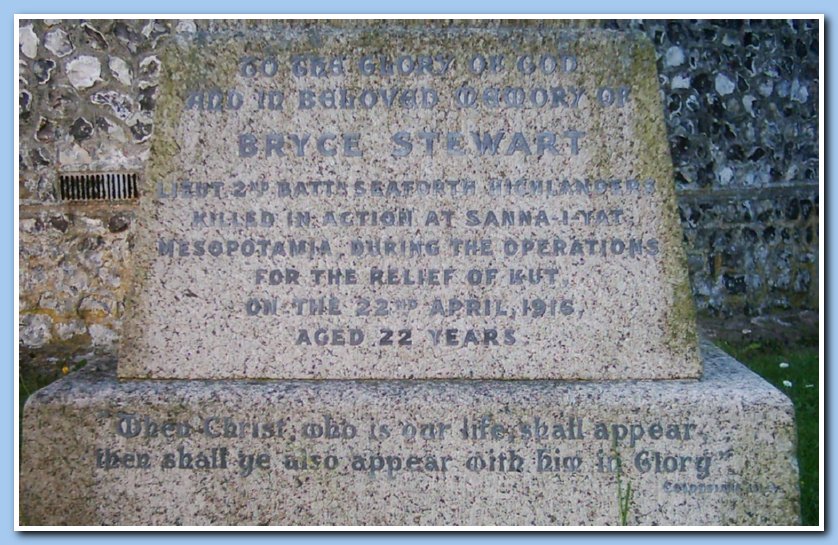 TO THE GLORY OF GOD
AND IN BELOVED MEMORY OF
BRYCE STEWART
LIEUT 2ND BATTN SEAFORTH HIGHLANDERS
KILLED IN ACTION AT SANNA-I-YAT,
MESOPOTAMIA, DURING THE OPERATIONS
FOR THE RELIEF OF KUT,
ON THE 22ND APRIL, 1916,
AGED 22 YEARS.
"When Christ, who is our life, shall appear,
then shall ye also appear with him in Glory"